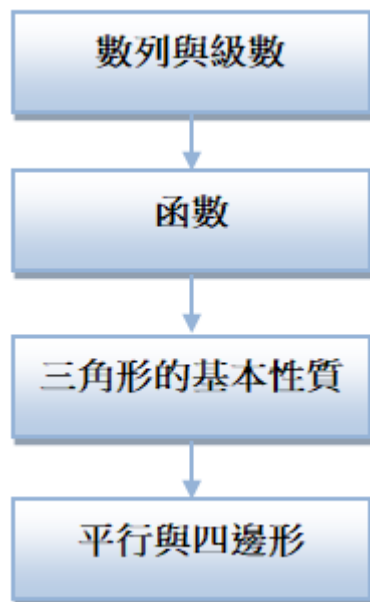 數列與級數
函數
三角形的基本性質
平行與四邊形